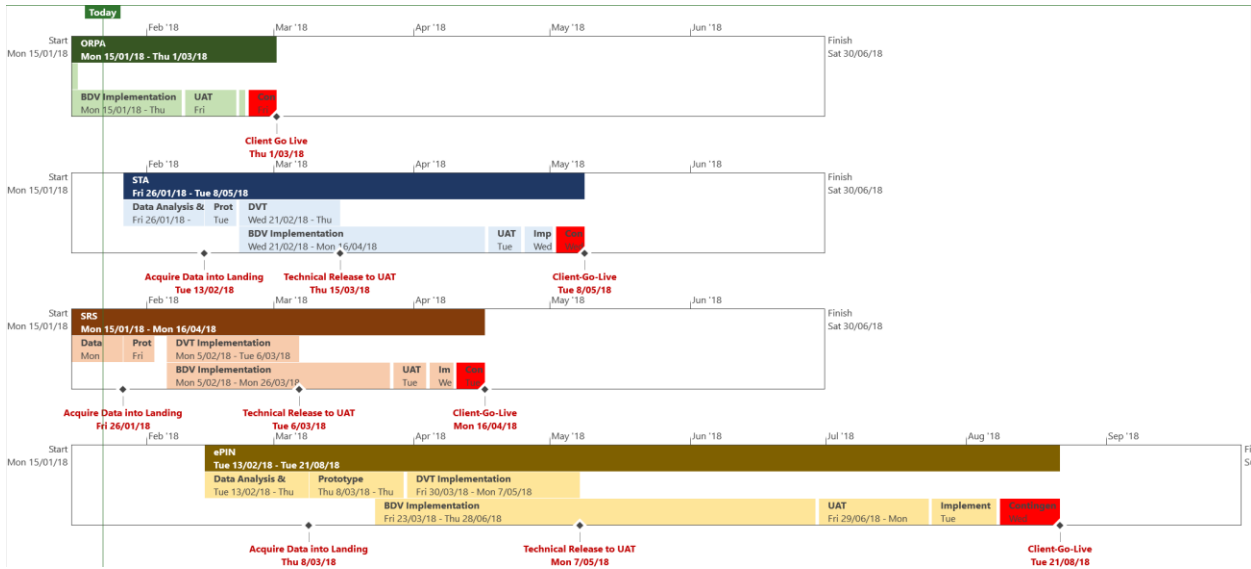 Today
Feb '18 Mar '18 Apr '18 May '18 Jun '18
Start
Mon 15/01/18
Finish
Sat 30/06/18
ORPA
Mon 15/01/18 - Thu 1/03/18
BDV Implementation
Mon 15/01/18 - Thu
UAT
Fri
Con
Client Go Live
Thu 1/03/18
Feb '18 Mar '18 Apr '18 May '18 Jun '18
Start
Mon 15/01/18
Finish
Sat 30/06/18
STA
Fri 26/01/18 - Tue 8/05/18
Data Analysis &
Fri 26/01/18 -
Prot
Tue
DVT
Wed 21/02/18 - Thu
BDV Implementation
Wed 21/02/18 - Mon 16/04/18
UAT
Tue
Imp
Wed
Con
Acquire Data into Landing
Tue 13/02/18
Technical Release to UAT
Thu 15/03/18
Client-Go-Live
Tue 8/05/18
Feb '18 Mar '18 Apr '18 May '18 Jun '18
Start
Mon 15/01/18
Finish
Sat 30/06/18
SRS
Mon 15/01/18 - Mon 16/04/18
Data
Mon
Prot
Fri
DVT Implementation
Mon 5/02/18 - Tue 6/03/18
BDV Implementation
Mon 5/02/18 - Mon 26/03/18
UAT
Tue
Im
We
Con
Acquire Data into Landing
Fri 26/01/18
Technical Release to UAT
Tue 6/03/18
Client-Go-Live
Mon 16/04/18
Feb '18 Mar '18 Apr '18 May '18 Jun '18 Jul '18 Aug '18 Sep '18
Start
Mon 15/01/18
Fi
S
ePIN
Tue 13/02/18 - Tue 21/08/18
Data Analysis &
Tue 13/02/18 - Thu
Prototype
Thu 8/03/18 - Thu
DVT Implementation
Fri 30/03/18 - Mon 7/05/18
BDV Implementation
Fri 23/03/18 - Thu 28/06/18
UAT
Fri 29/06/18 - Mon
Implement
Tue
Contingen
Acquire Data into Landing
Thu 8/03/18
Technical Release to UAT
Mon 7/05/18
Client-Go-Live
Tue 21/08/18